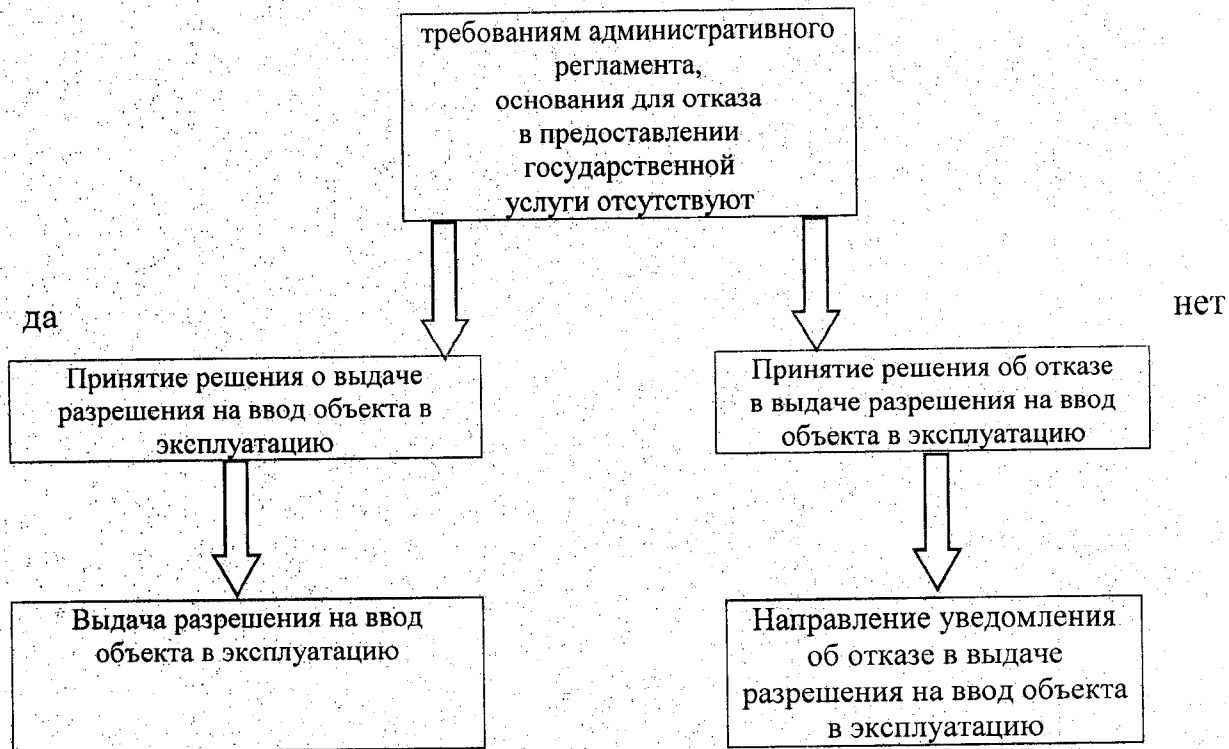 требованиям административного
регламента,
основания для отказа
в предоставлении
государственной
услуги отсутствуют
да
нет
Принятие решения о выдаче
разрешения на ввод объекта в
эксплуатацию
Принятие решения об отказе
в выдаче разрешения на ввод
объекта в эксплуатацию
Выдача разрешения на ввод
объекта в эксплуатацию
Направление уведомления
об отказе в выдаче
разрешения на ввод объекта
в эксплуатацию